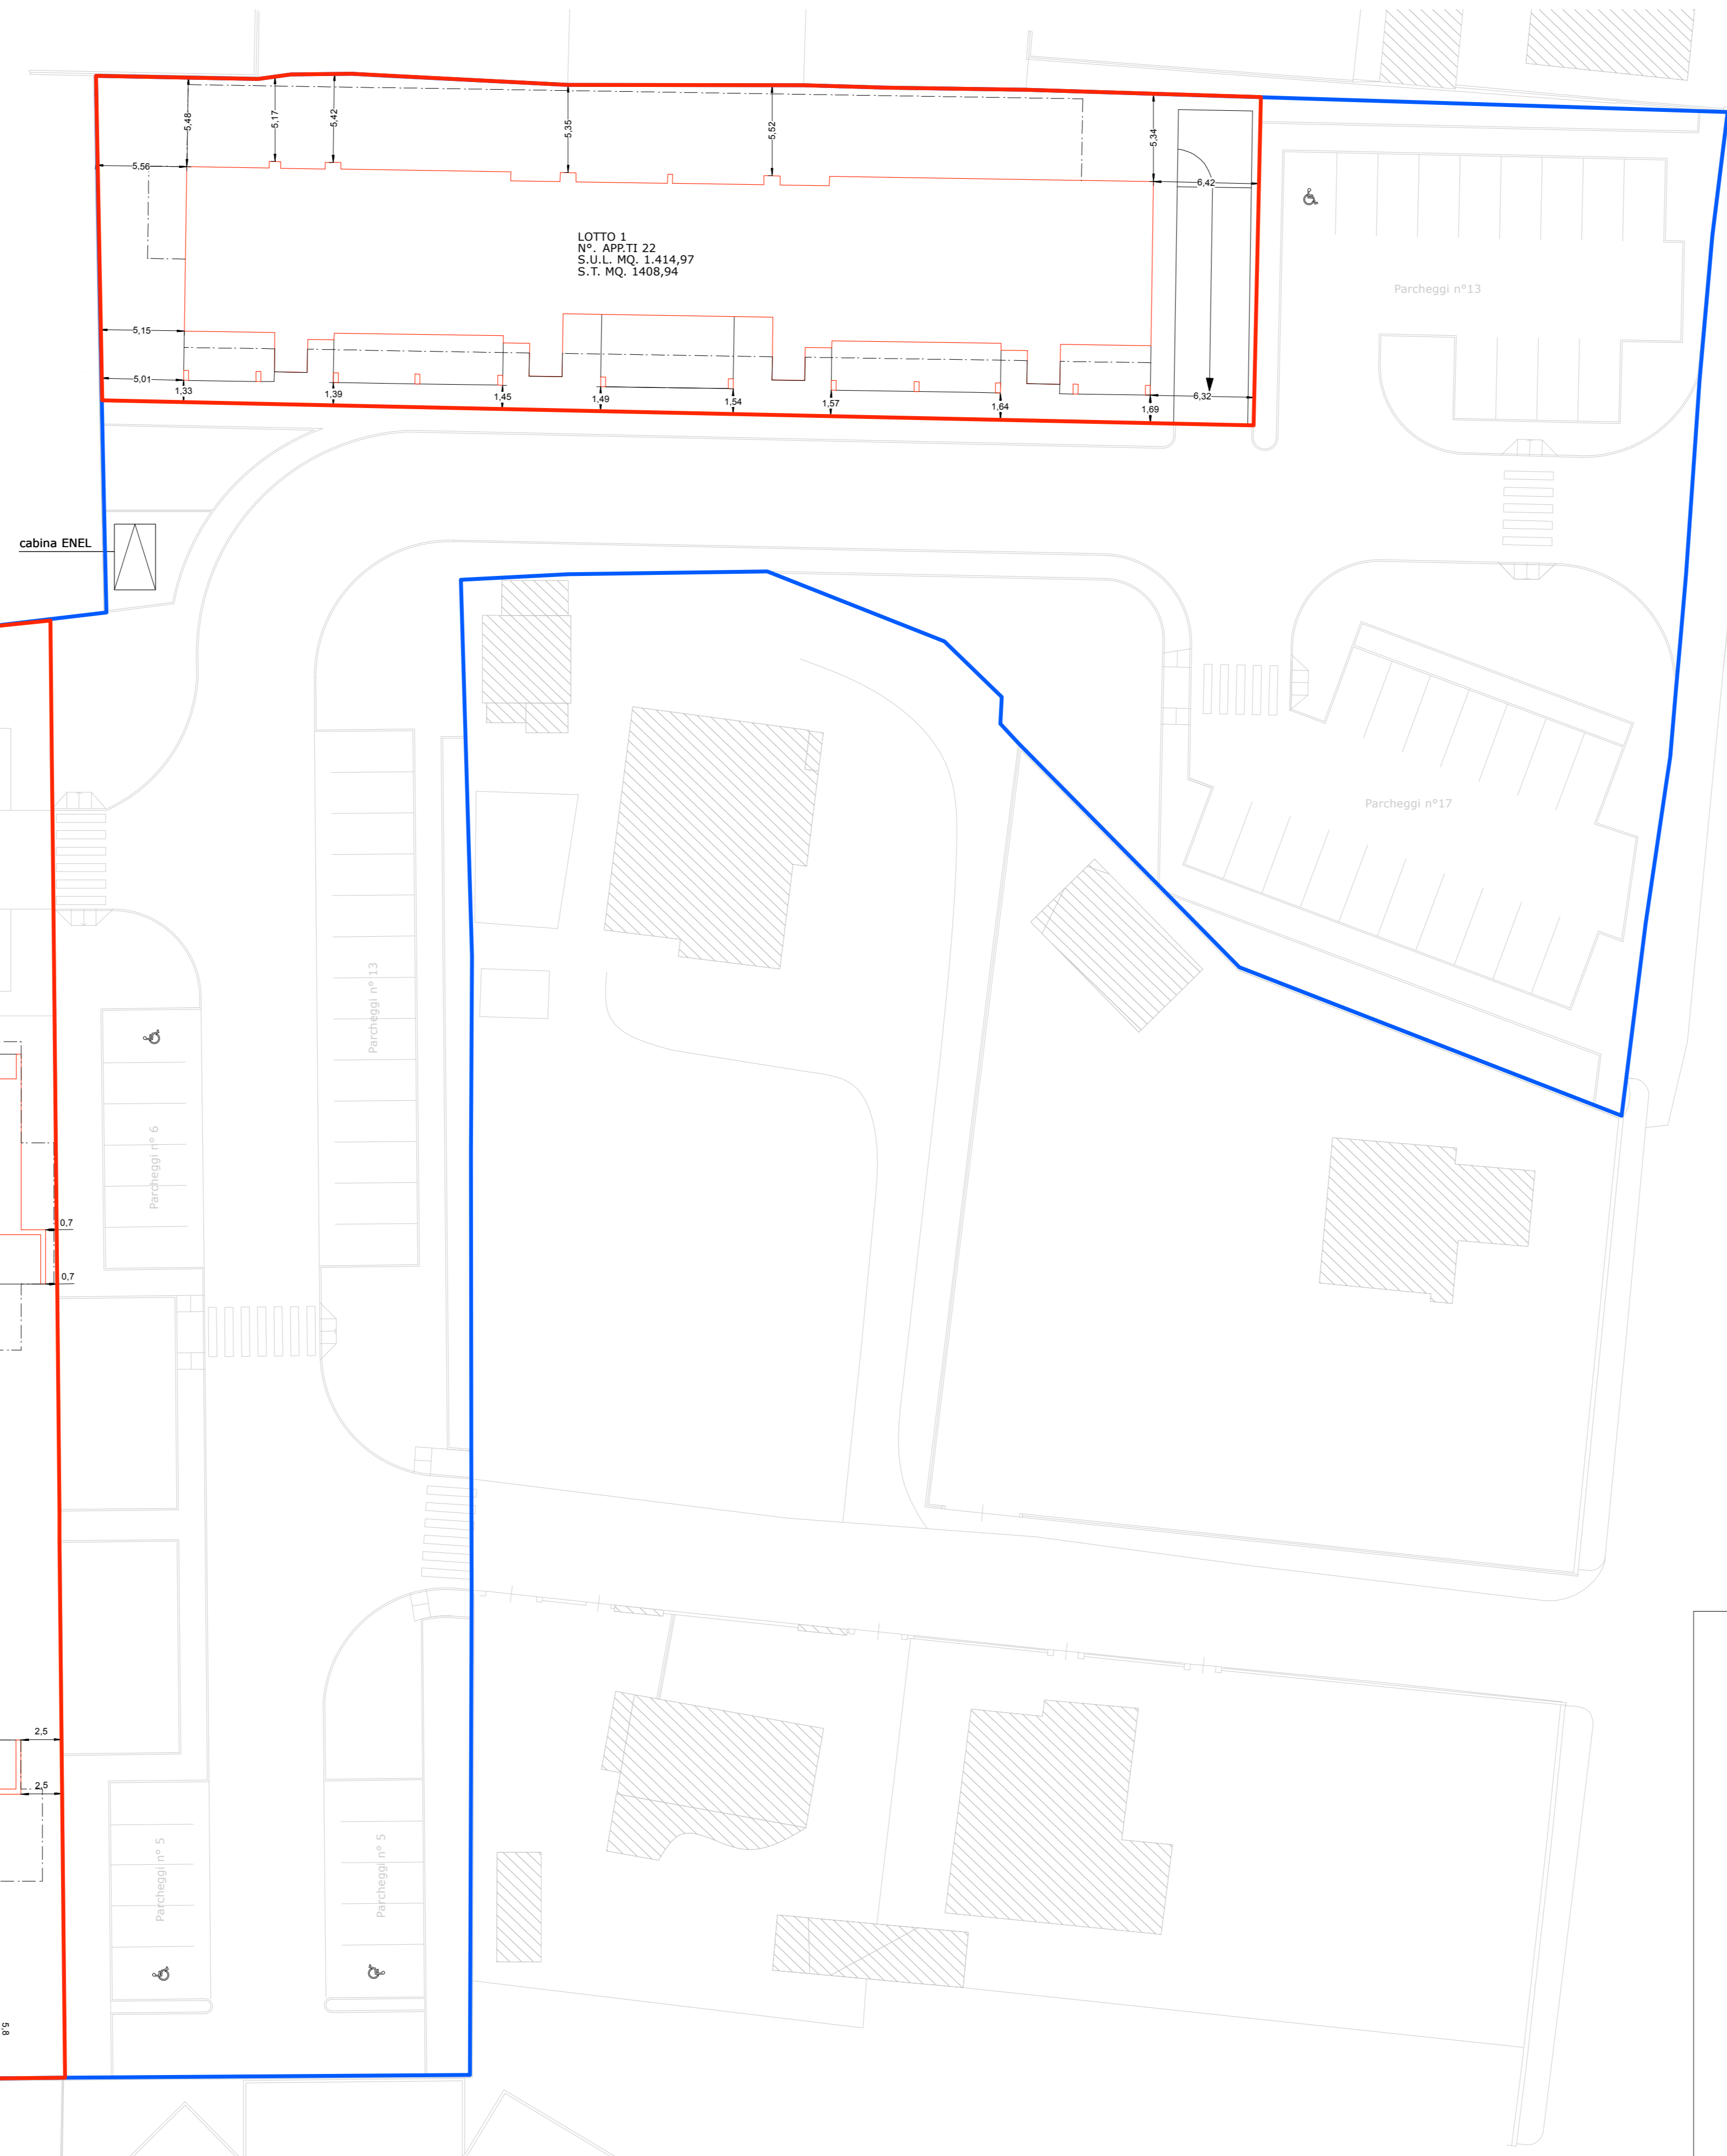 5,48
5,17
5,42
5,35
5,52
5,34
5,56
6,42
LOTTO 1
N°. APP.TI 22
S.U.L. MQ. 1.414,97
S.T. MQ. 1408,94
Parcheggi n°13
5,15
5,01
1,33
1,39
1,45
1,49
1,54
1,57
1,64
1,69
6,32
cabina ENEL
Parcheggi n°17
Parcheggi n° 13
Parcheggi n° 6
0,7
0,7
2,5
2,5
Parcheggi n° 5
Parcheggi n° 5
5,8